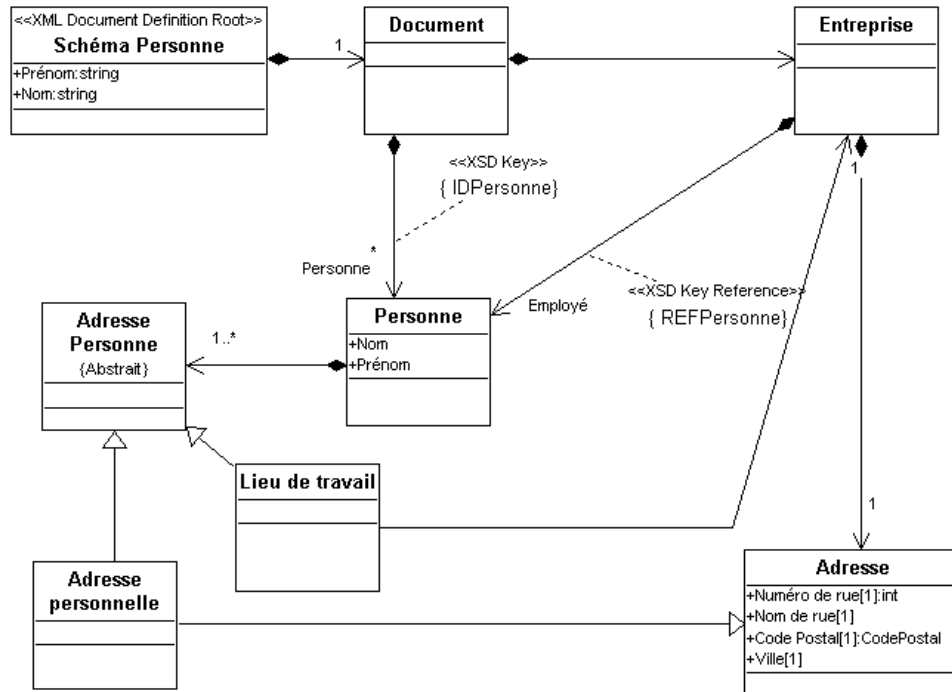 <<XML Document Definition Root>>
Schéma Personne
+Prénom:string
+Nom:string
1
Document
Entreprise
<<XSD Key>>
{ IDPersonne}
1
*
Personne
Employé
<<XSD Key Reference>>
{ REFPersonne}
Adresse
Personne
{Abstrait}
1..*
Personne
+Nom
+Prénom
Lieu de travail
1
Adresse
personnelle
Adresse
+Numéro de rue[1]:int
+Nom de rue[1]
+Code Postal[1]:CodePostal
+Ville[1]